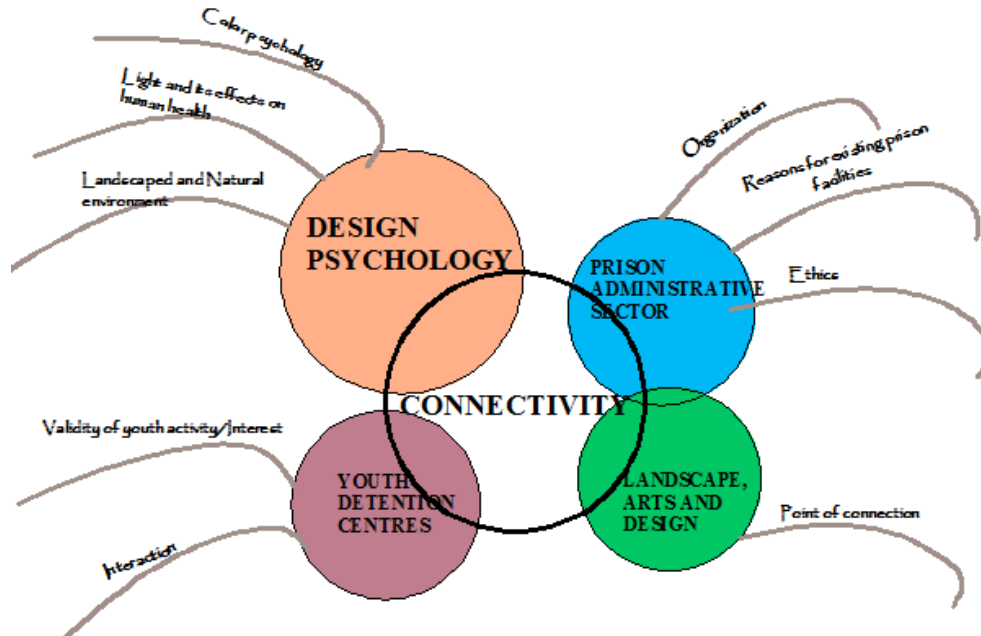 Color psychology
Light and its effects on
human health
Landscaped and Natural
environment
DESIGN
PSYCHOLOGY
Organization
Reasons for existing prison
facilities
Ethics
PRISON
ADMINISTRATIVE
SECTOR
CONNECTIVITY
Validity of youth activity/Interest
Interaction
YOUTH
DETENTION
CENTRES
LANDSCAPE,
ARTS AND
DESIGN
Point of connection